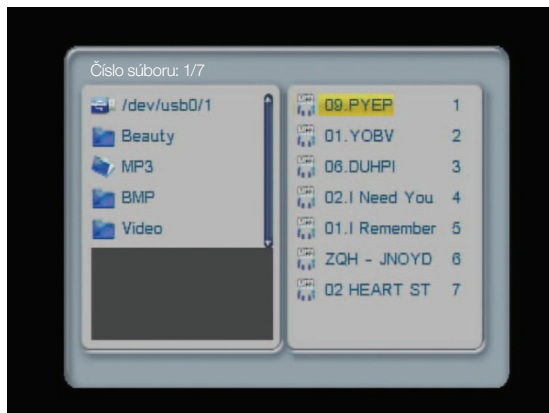 Číslo súboru: 1/7
/dev/usb0/1
Beauty
MP3
BMP
Video
09.PYEP 1
01.YOBV 2
06.DUHPI 3
02.I Need You 4
01.I Remember 5
ZQH - JNOYD 6
02 HEART ST 7